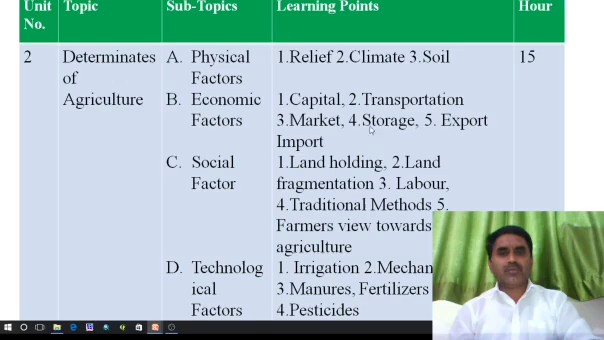 Unit Topic Sub-Topics Learning Points Hour
No.
2 Determinates A. Physical 1.Relief 2.Climate 3.Soil 15
of Factors
Agriculture B. Economic 1.Capital, 2.Transportation
Factors 3.Market, 4.Storage, 5. Export
Import
C. Social 1.Land holding, 2.Land
Factor fragmentation 3. Labour,
4.Traditional Methods 5.
Farmers view towards
agriculture
D. Technolog 1. Irrigation
ical 3.Manures, Fertilizers
Factors 4.Pesticides